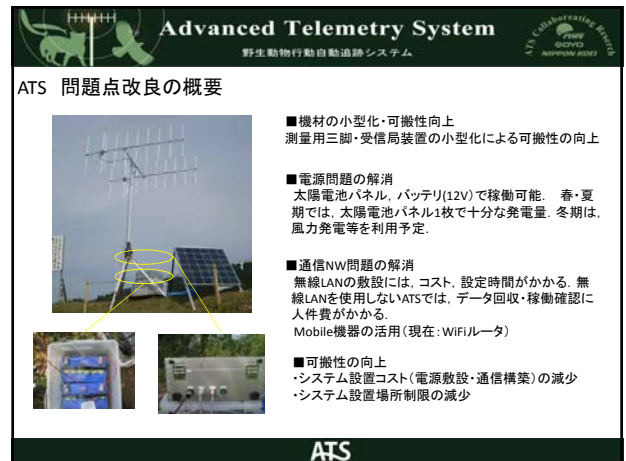 Advanced Telemetry System
野生動物行動自動追跡システム
ATS Collaborating Research
NIPPON KOEI
ATS 問題点改良の概要
■機材の小型化・可搬性向上
測量用三脚・受信局装置の小型化による可搬性の向上
■電源問題の解消
太陽電池パネル，バッテリ(12V)で稼働可能． 春・夏
期では，太陽電池パネル1枚で十分な発電量．冬期は，
風力発電等を利用予定．
■通信NW問題の解消
無線LANの敷設には，コスト，設定時間がかかる．無
線LANを使用しないATSでは，データ回収・稼働確認に
人件費がかかる．
Mobile機器の活用（現在：WiFiルータ）
■可搬性の向上
・システム設置コスト（電源敷設・通信構築）の減少
・システム設置場所制限の減少
ATS